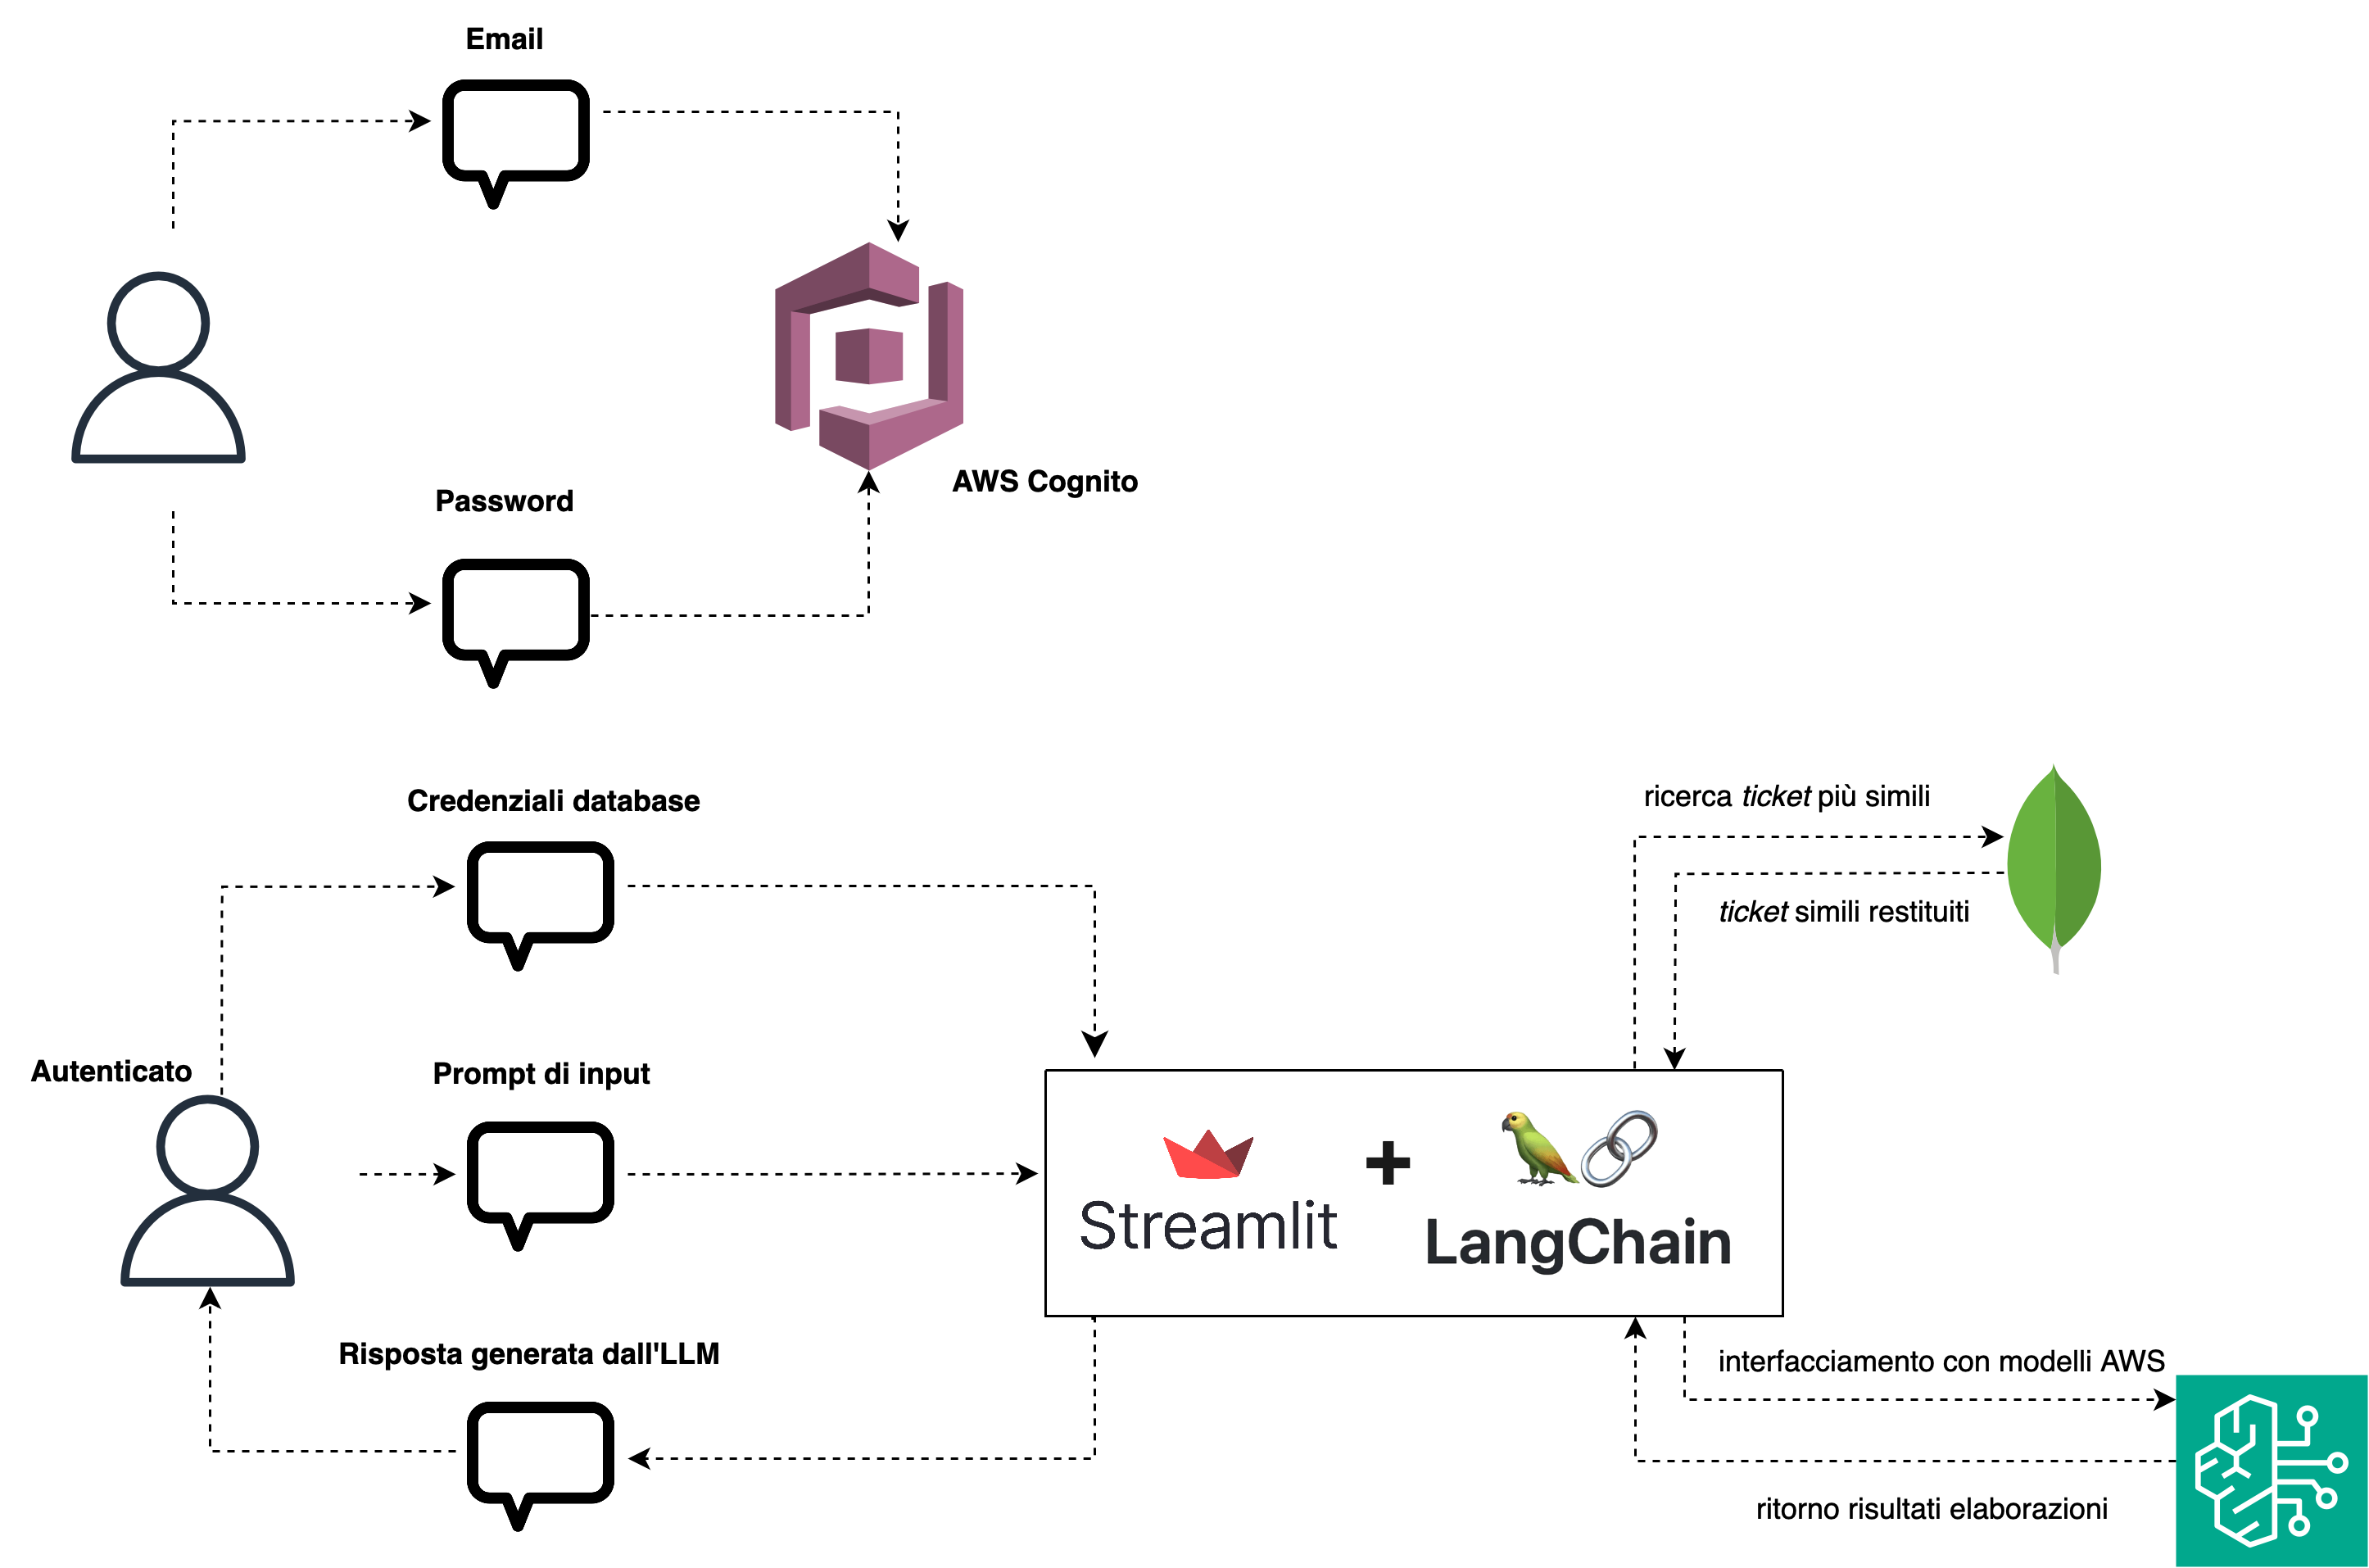 Email
AWS Cognito
Password
Credenziali database
ricerca ticket più simili
ticket simili restituiti
Autenticato
Prompt di input
Streamlit + LangChain
Risposta generata dall'LLM
interfacciamento con modelli AWS
ritorno risultati elaborazioni